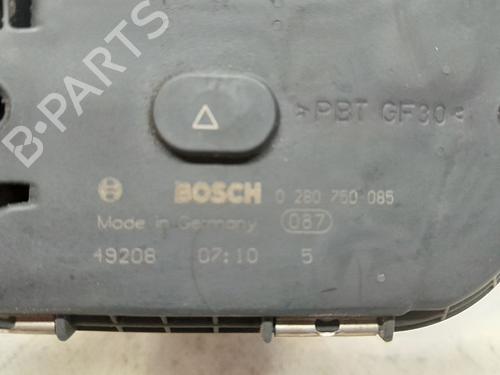 B-PARTS
>PBT GF30<
BOSCH 0 280 750 085
Made in Germany 087
49208 07:10 5